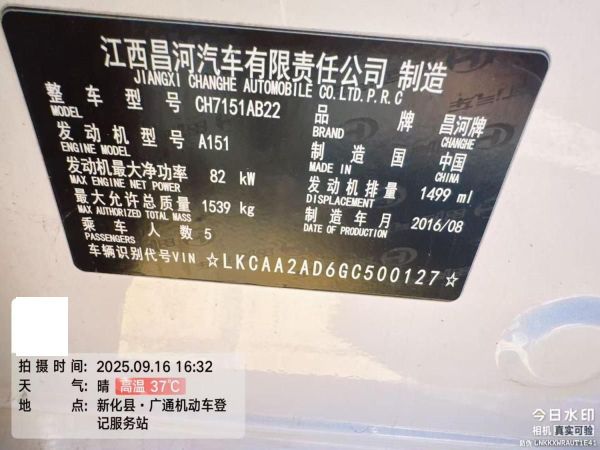 江西昌河汽车有限责任公司 制造
JIANGXI CHANGHE AUTOMOBILE CO.LTD.P.R.C
整车型号 CH7151AB22 品牌 昌河牌
MODEL BRAND CHANGHE
发动机型号 A151 制造国 中国
ENGINE MODEL MADE IN CHINA
发动机最大净功率 82 kW 发动机排量 1499 ml
MAX ENGINE NET POWER DISPLACEMENT
最大允许总质量 1539 kg 制造年月 2016/08
MAX AUTHORIZED TOTAL MASS DATE OF PRODUCTION
乘车人数 5
PASSENGERS
车辆识别代号VIN ☆LKCAA2AD6GC500127☆
拍摄时间: 2025.09.16 16:32
天气: 晴 高温 37℃
地点: 新化县·广通机动车登
记服务站
今日水印
相机 真实可验
防伪 LNKKXWRAUT1E41